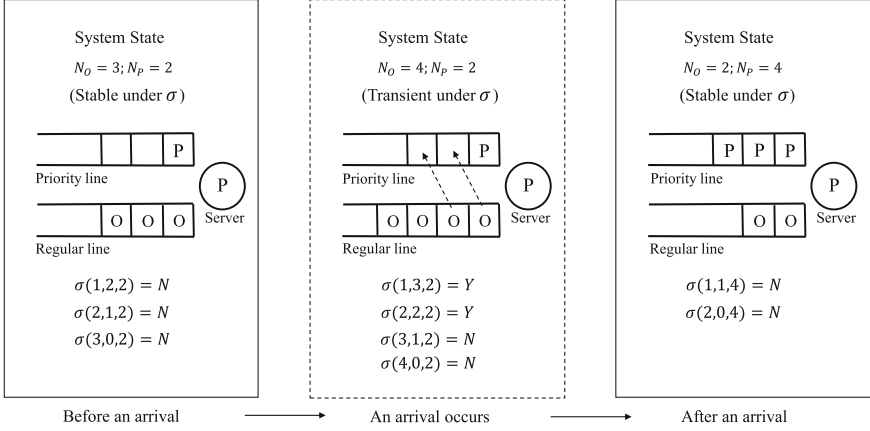 System State
N_O = 3; N_P = 2
(Stable under σ)
P
P
Priority line
Server
O O O
Regular line
σ(1,2,2) = N
σ(2,1,2) = N
σ(3,0,2) = N
Before an arrival
System State
N_O = 4; N_P = 2
(Transient under σ)
P
P
Priority line
Server
O O O O
Regular line
σ(1,3,2) = Y
σ(2,2,2) = Y
σ(3,1,2) = N
σ(4,0,2) = N
An arrival occurs
System State
N_O = 2; N_P = 4
(Stable under σ)
P P P
P
Priority line
Server
O O
Regular line
σ(1,1,4) = N
σ(2,0,4) = N
After an arrival